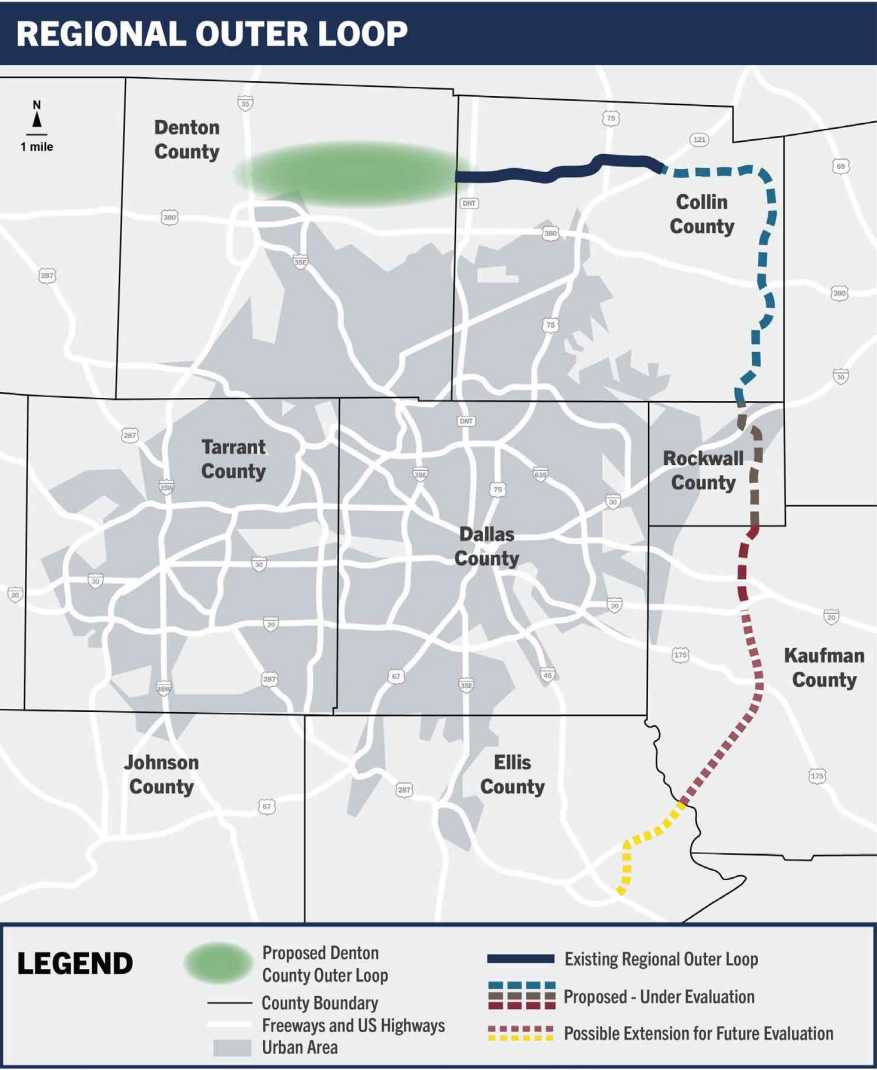 REGIONAL OUTER LOOP
N
1 mile
Denton
County
35
75
121
69
Collin
County
DNT
380
380
35E
287
380
75
30
287
DNT
Tarrant
County
Rockwall
County
35W
35E
75
635
30
Dallas
County
30
30
20
20
20
20
175
Kaufman
County
287
35W
67
35E
45
Johnson
County
Ellis
County
175
287
67
LEGEND
Proposed Denton
County Outer Loop
County Boundary
Freeways and US Highways
Urban Area
Existing Regional Outer Loop
Proposed - Under Evaluation
Possible Extension for Future Evaluation